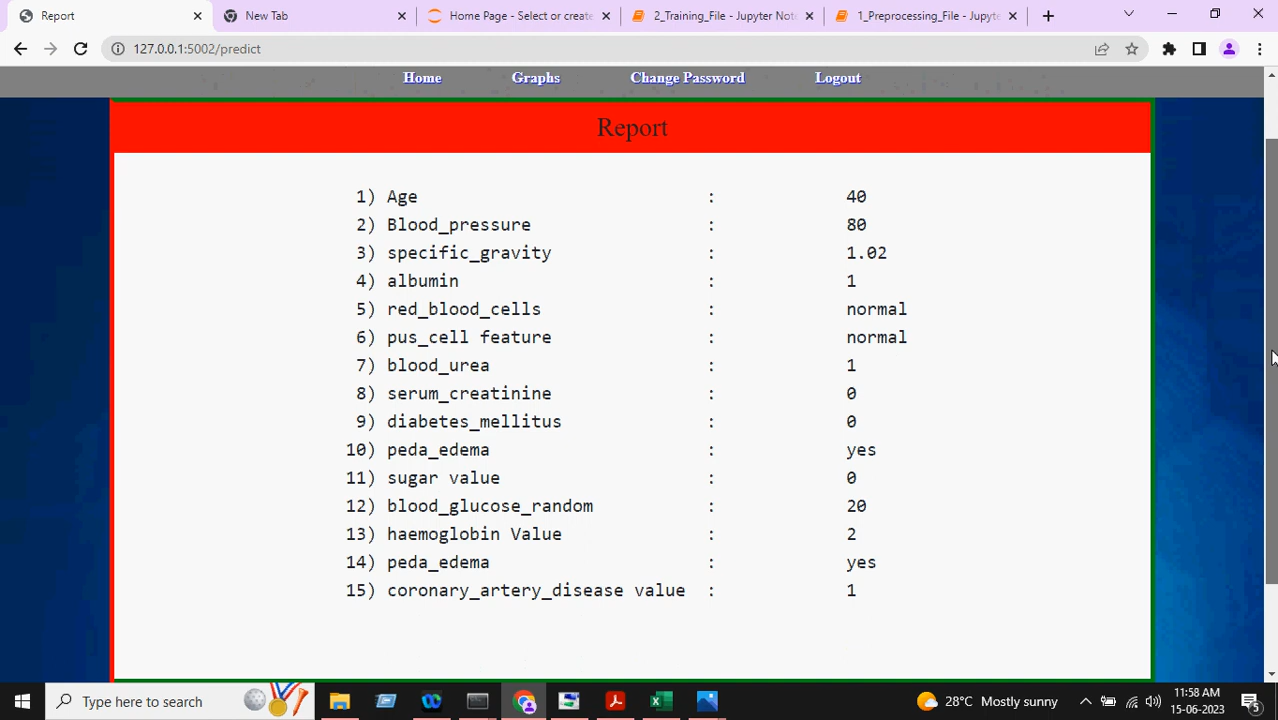 Report
New Tab
Home Page - Select or create
2_Training_File - Jupyter Not
1_Preprocessing_File - Jupyte
127.0.0.1:5002/predict
Home Graphs Change Password Logout
Report
1) Age : 40
2) Blood_pressure : 80
3) specific_gravity : 1.02
4) albumin : 1
5) red_blood_cells : normal
6) pus_cell feature : normal
7) blood_urea : 1
8) serum_creatinine : 0
9) diabetes_mellitus : 0
10) peda_edema : yes
11) sugar value : 0
12) blood_glucose_random : 20
13) haemoglobin Value : 2
14) peda_edema : yes
15) coronary_artery_disease value : 1
Type here to search
28°C Mostly sunny
11:58 AM
15-06-2023
5